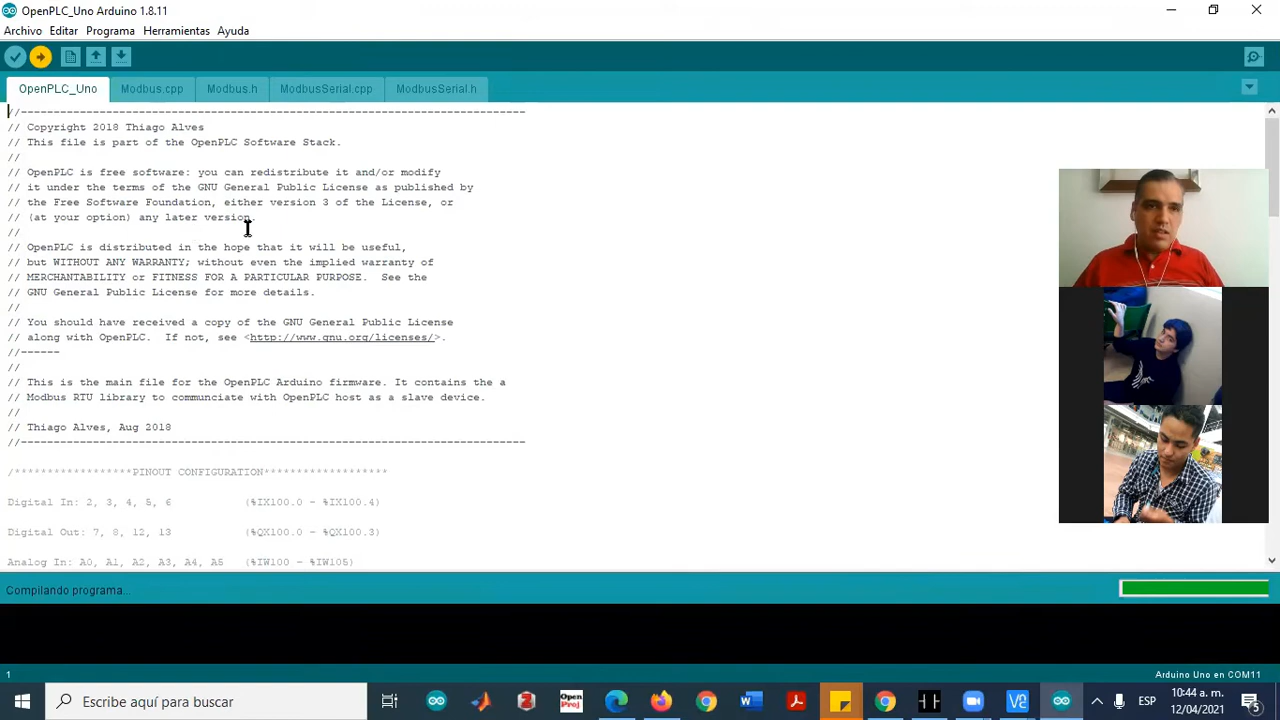 OpenPLC_Uno Arduino 1.8.11
Archivo Editar Programa Herramientas Ayuda
OpenPLC_Uno Modbus.cpp Modbus.h ModbusSerial.cpp ModbusSerial.h
//------------------------------------------------------------------------------
// Copyright 2018 Thiago Alves
// This file is part of the OpenPLC Software Stack.
//
// OpenPLC is free software: you can redistribute it and/or modify
// it under the terms of the GNU General Public License as published by
// the Free Software Foundation, either version 3 of the License, or
// (at your option) any later version.
//
// OpenPLC is distributed in the hope that it will be useful,
// but WITHOUT ANY WARRANTY; without even the implied warranty of
// MERCHANTABILITY or FITNESS FOR A PARTICULAR PURPOSE.  See the
// GNU General Public License for more details.
//
// You should have received a copy of the GNU General Public License
// along with OpenPLC.  If not, see <http://www.gnu.org/licenses/>.
//------
//
// This is the main file for the OpenPLC Arduino firmware. It contains the a
// Modbus RTU library to communciate with OpenPLC host as a slave device.
//
// Thiago Alves, Aug 2018
//------------------------------------------------------------------------------
/******************PINOUT CONFIGURATION*******************
Digital In: 2, 3, 4, 5, 6 (%IX100.0 - %IX100.4)
Digital Out: 7, 8, 12, 13 (%QX100.0 - %QX100.3)
Analog In: A0, A1, A2, A3, A4, A5 (%IW100 - %IW105)
Compilando programa...
1 Arduino Uno en COM11
Escribe aquí para buscar
Open
Proj
ESP
10:44 a. m.
12/04/2021
5